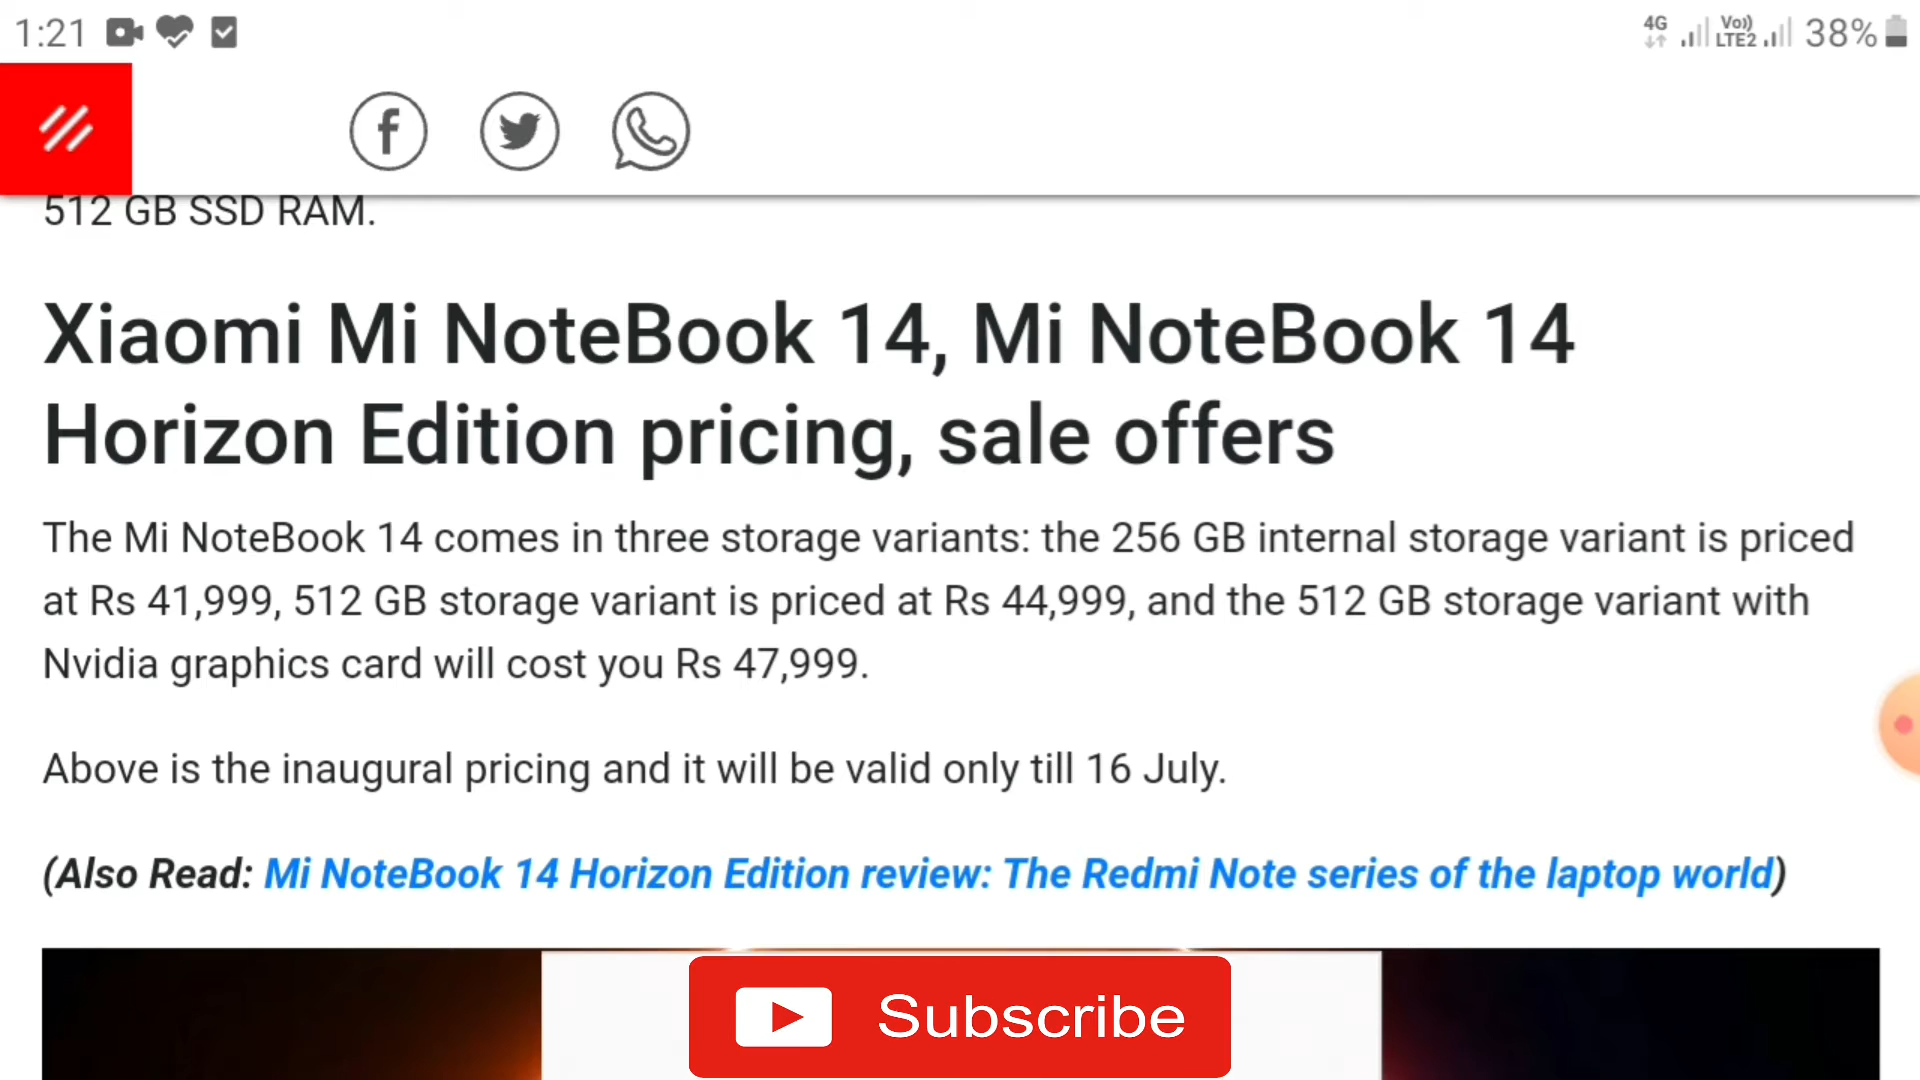 1:21
4G
Vo))
LTE2
38%
512 GB SSD RAM.
Xiaomi Mi NoteBook 14, Mi NoteBook 14
Horizon Edition pricing, sale offers
The Mi NoteBook 14 comes in three storage variants: the 256 GB internal storage variant is priced
at Rs 41,999, 512 GB storage variant is priced at Rs 44,999, and the 512 GB storage variant with
Nvidia graphics card will cost you Rs 47,999.
Above is the inaugural pricing and it will be valid only till 16 July.
(Also Read: Mi NoteBook 14 Horizon Edition review: The Redmi Note series of the laptop world)
Subscribe